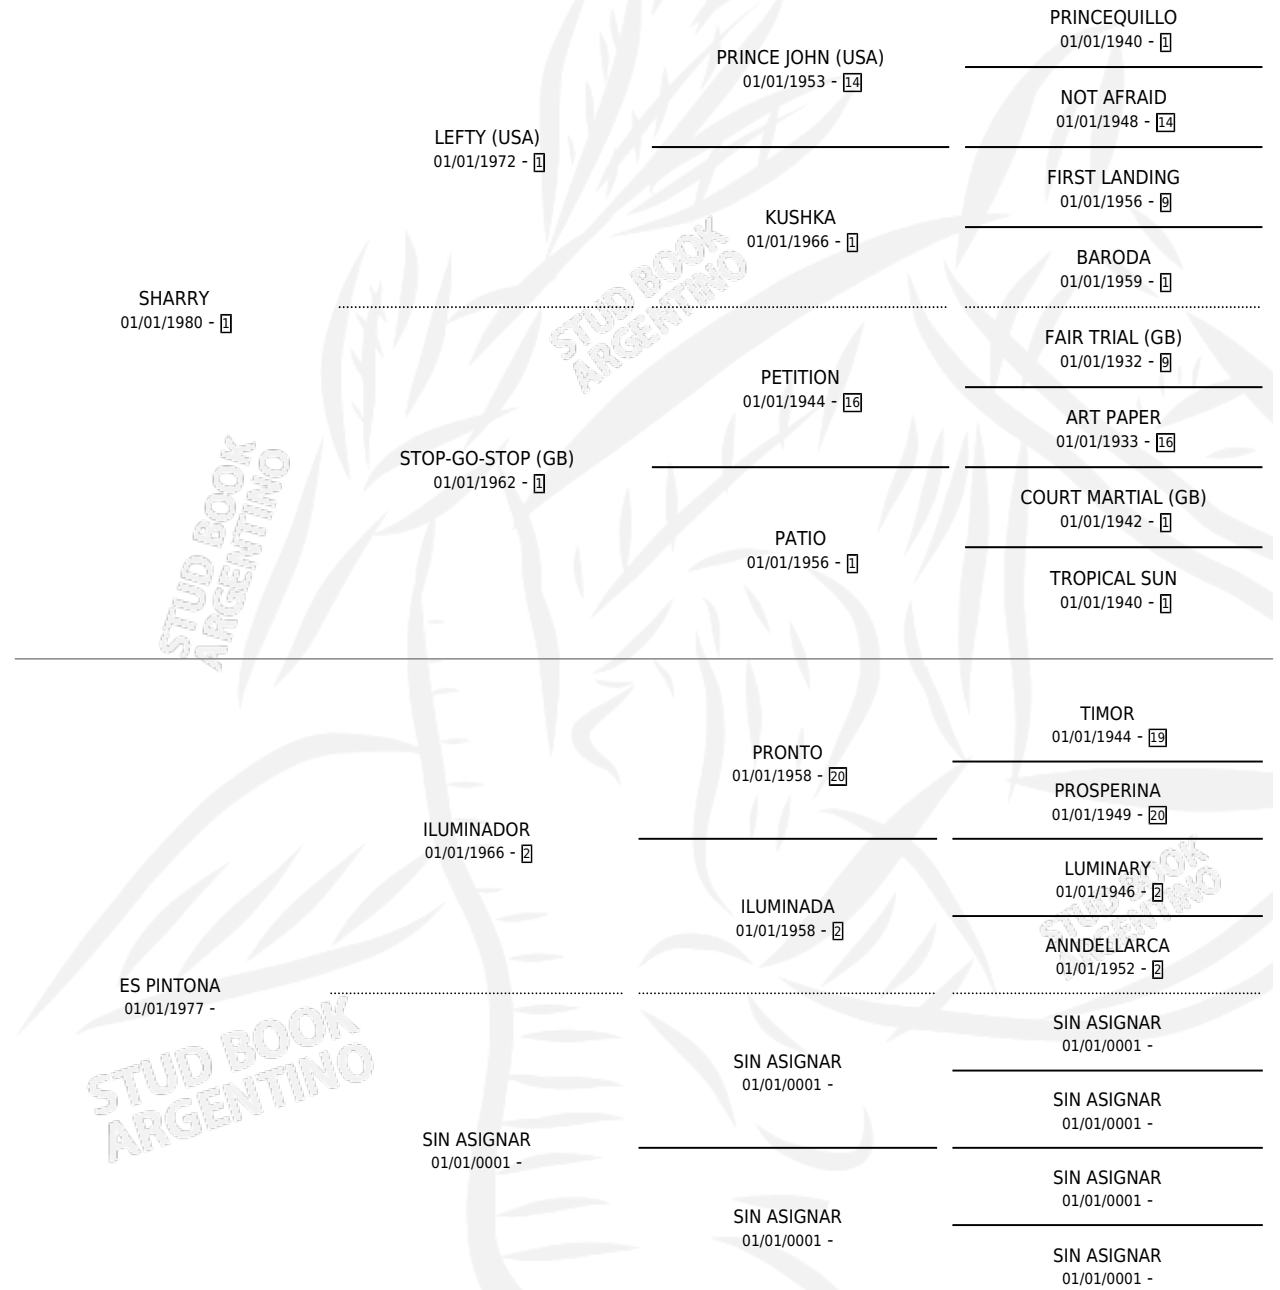 PRINCEQUILLO
01/01/1940 - 1
PRINCE JOHN (USA)
01/01/1953 - 14
NOT AFRAID
01/01/1948 - 14
LEFTY (USA)
01/01/1972 - 1
FIRST LANDING
01/01/1956 - 9
KUSHKA
01/01/1966 - 1
BARODA
01/01/1959 - 1
SHARRY
01/01/1980 - 1
STUD BOOK
ARGENTINO
FAIR TRIAL (GB)
01/01/1932 - 9
PETITION
01/01/1944 - 16
ART PAPER
01/01/1933 - 16
STOP-GO-STOP (GB)
01/01/1962 - 1
COURT MARTIAL (GB)
01/01/1942 - 1
PATIO
01/01/1956 - 1
TROPICAL SUN
01/01/1940 - 1
STUD BOOK
ARGENTINO
TIMOR
01/01/1944 - 19
PRONTO
01/01/1958 - 20
PROSPERINA
01/01/1949 - 20
ILUMINADOR
01/01/1966 - 2
LUMINARY
01/01/1946 - 2
ILUMINADA
01/01/1958 - 2
STUD BOOK
ARGENTINO
ANNDELLARCA
01/01/1952 - 2
ES PINTONA
01/01/1977 -
SIN ASIGNAR
01/01/0001 -
SIN ASIGNAR
01/01/0001 -
STUD BOOK
ARGENTINO
SIN ASIGNAR
01/01/0001 -
SIN ASIGNAR
01/01/0001 -
SIN ASIGNAR
01/01/0001 -
SIN ASIGNAR
01/01/0001 -
SIN ASIGNAR
01/01/0001 -